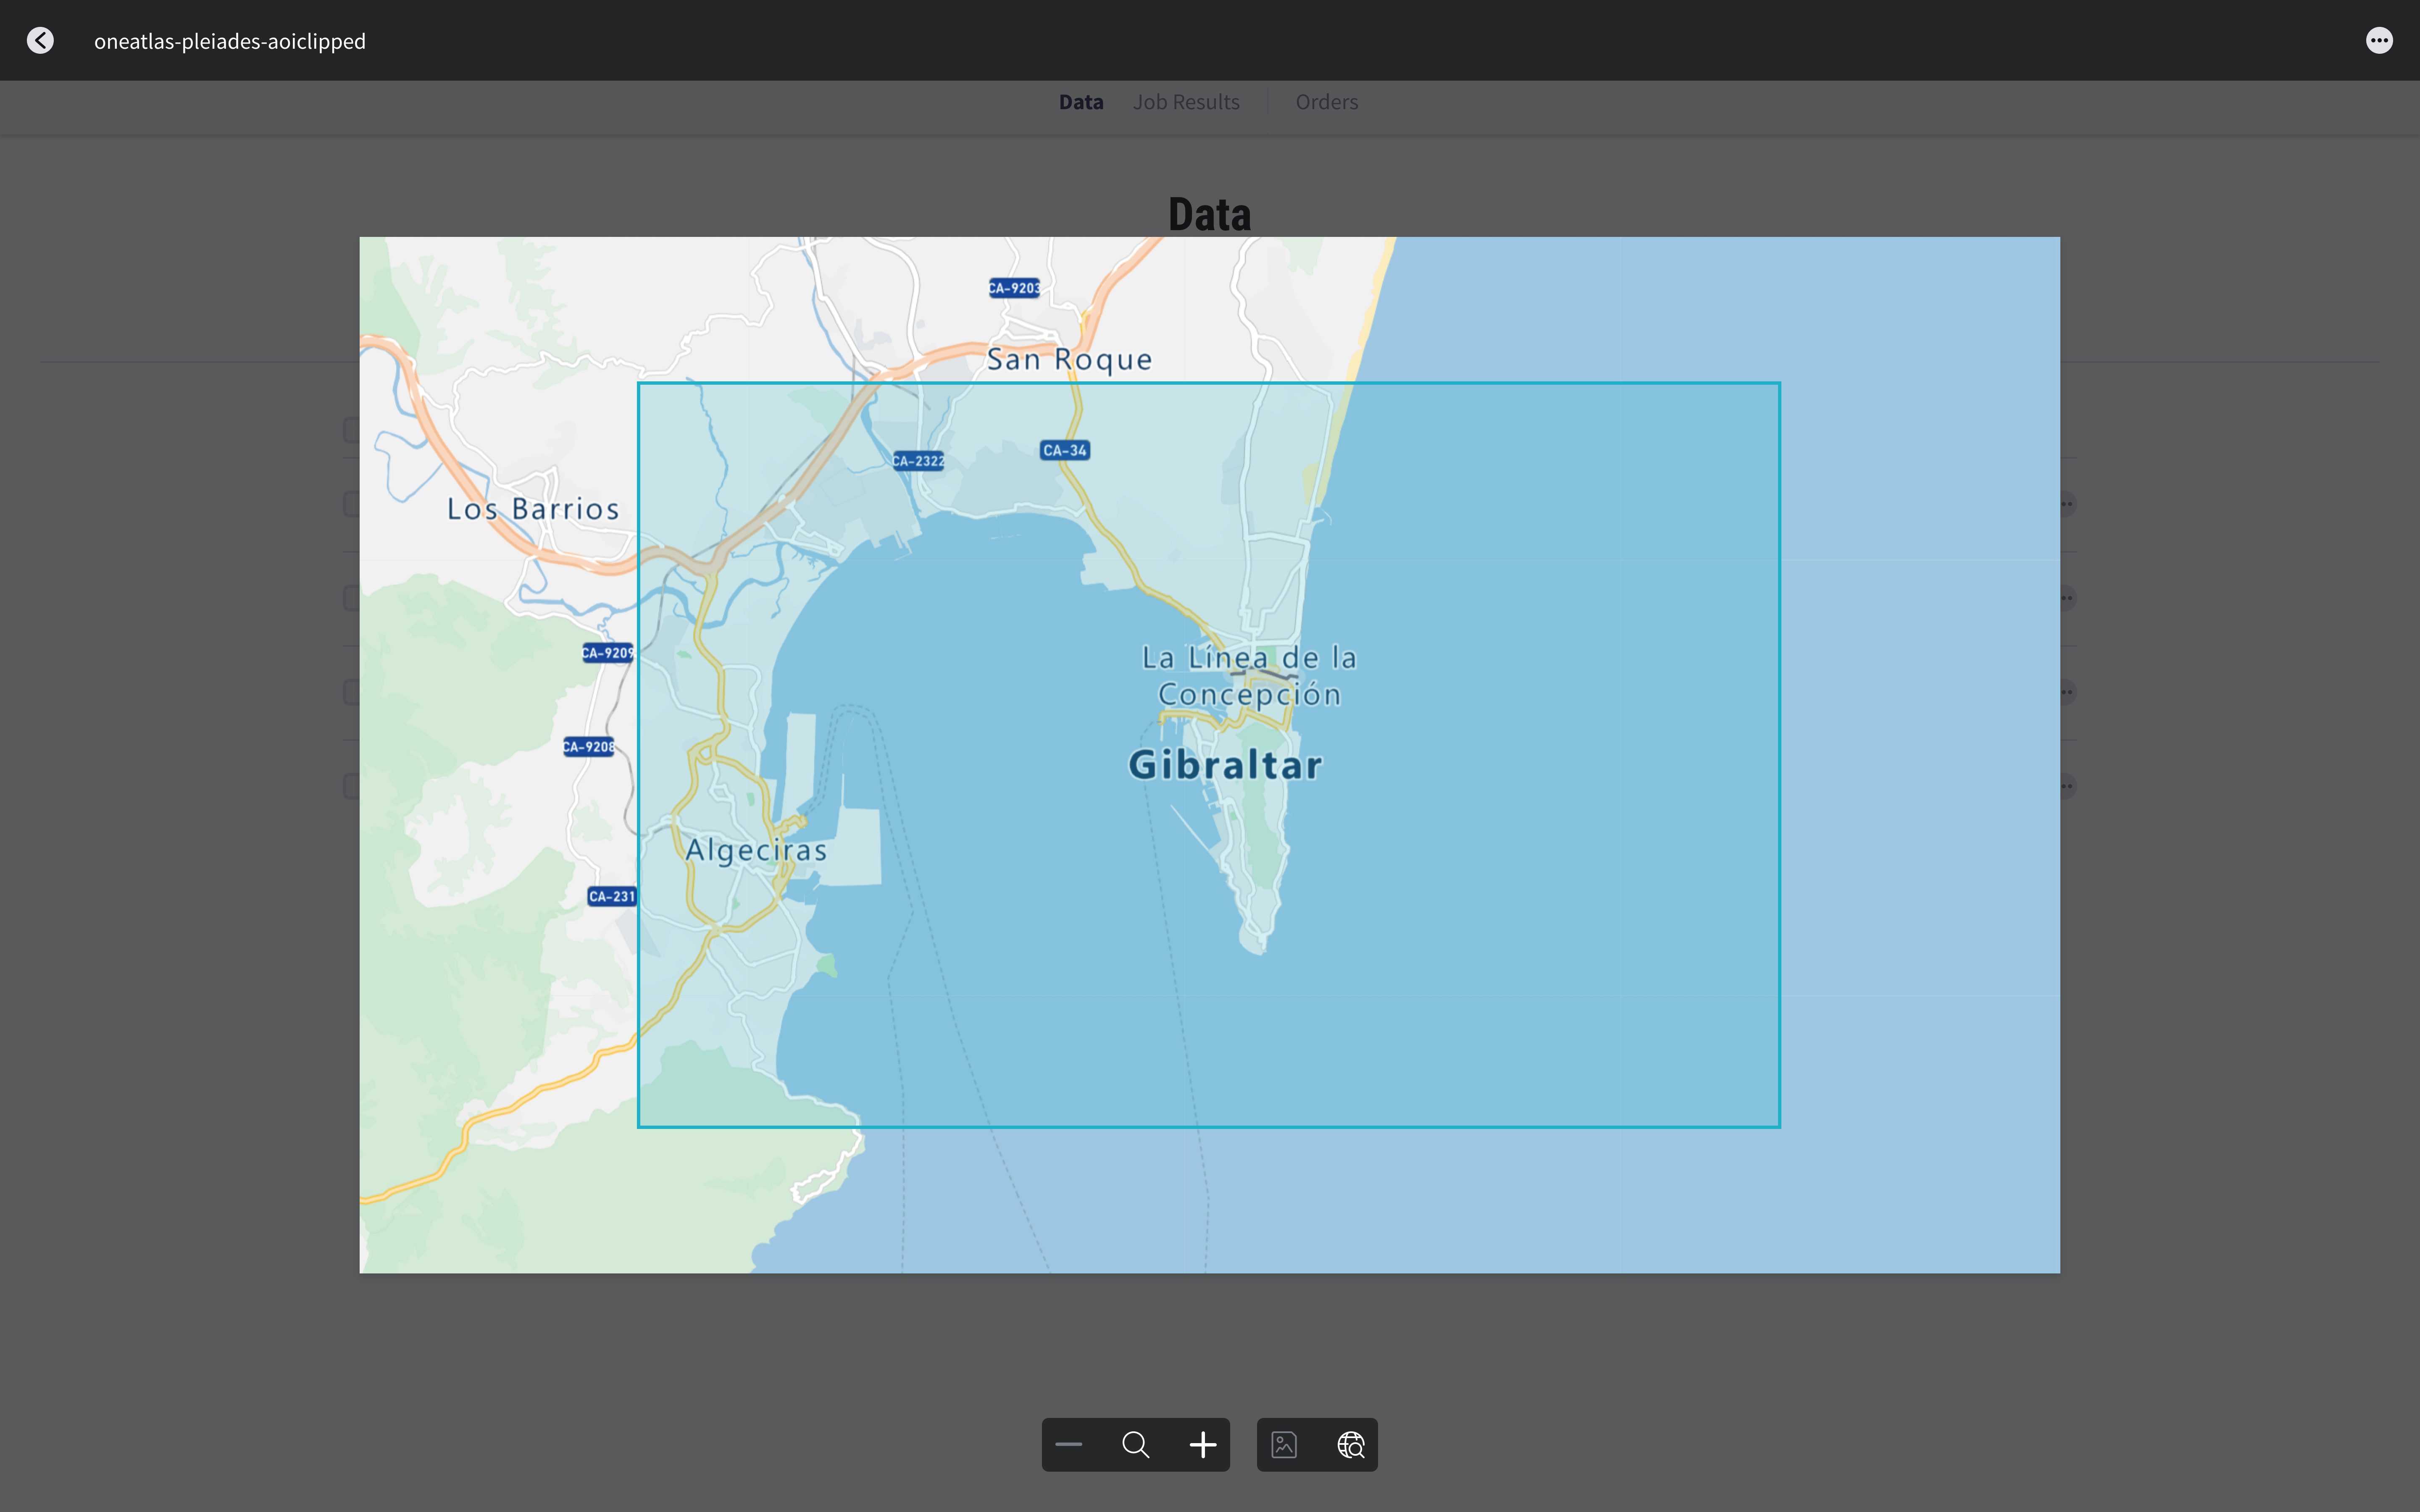 oneatlas-pleiades-aoiclipped
Data Job Results Orders
Data
CA-9203
San Roque
CA-34
CA-2322
Los Barrios
CA-9209
La Línea de la
Concepción
CA-9208
Gibraltar
Algeciras
CA-231